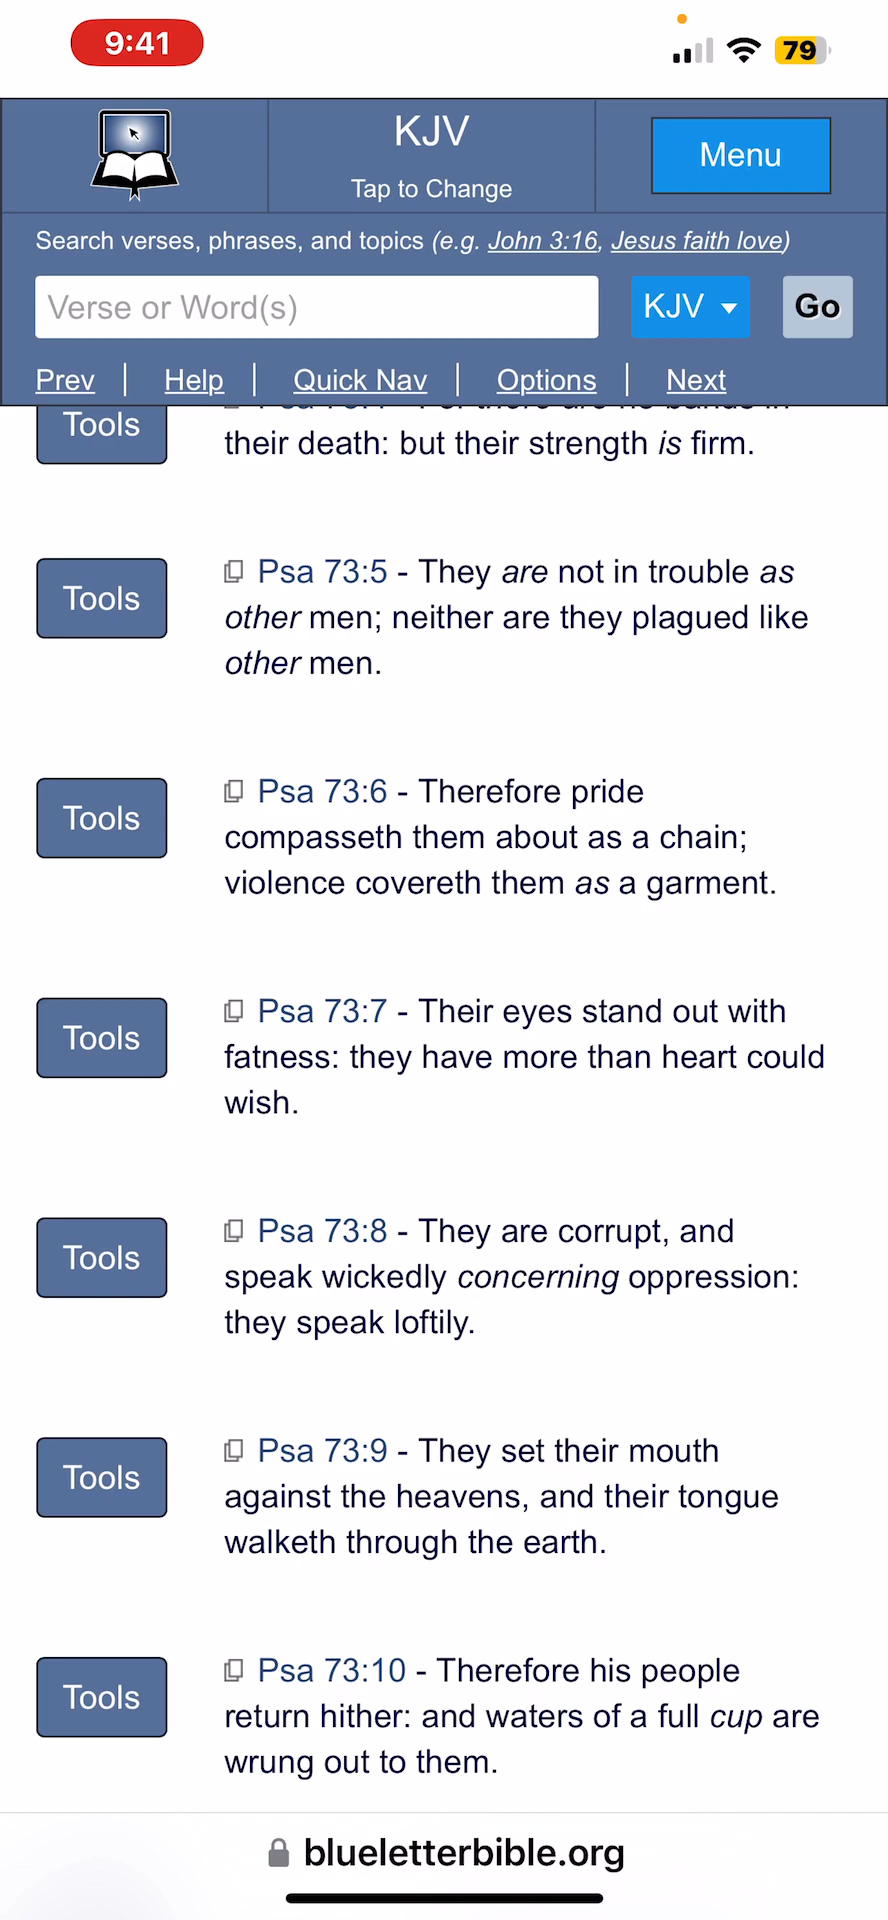 9:41
79
KJV
Tap to Change
Menu
Search verses, phrases, and topics (e.g. John 3:16, Jesus faith love)
Verse or Word(s)
KJV
Go
Prev | Help | Quick Nav | Options | Next
Tools
their death: but their strength is firm.
Tools
Psa 73:5 - They are not in trouble as
other men; neither are they plagued like
other men.
Tools
Psa 73:6 - Therefore pride
compasseth them about as a chain;
violence covereth them as a garment.
Tools
Psa 73:7 - Their eyes stand out with
fatness: they have more than heart could
wish.
Tools
Psa 73:8 - They are corrupt, and
speak wickedly concerning oppression:
they speak loftily.
Tools
Psa 73:9 - They set their mouth
against the heavens, and their tongue
walketh through the earth.
Tools
Psa 73:10 - Therefore his people
return hither: and waters of a full cup are
wrung out to them.
blueletterbible.org